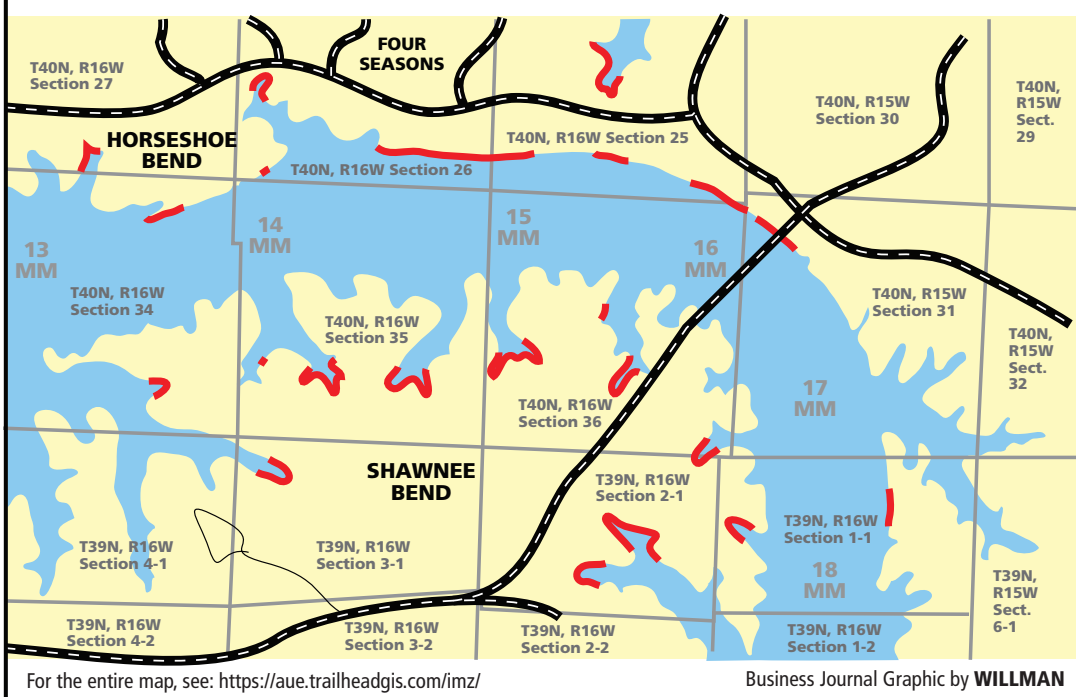 FOUR
SEASONS
T40N, R16W
Section 27
T40N, R15W
Section 30
T40N,
R15W
Sect.
29
HORSESHOE
BEND
T40N, R16W Section 25
T40N, R16W Section 26
13
MM
14
MM
15
MM
16
MM
T40N, R16W
Section 34
T40N, R16W
Section 35
T40N, R15W
Section 31
T40N,
R15W
Sect.
32
17
MM
T40N, R16W
Section 36
SHAWNEE
BEND
T39N, R16W
Section 2-1
T39N, R16W
Section 1-1
T39N, R16W
Section 4-1
T39N, R16W
Section 3-1
18
MM
T39N,
R15W
Sect.
6-1
T39N, R16W
Section 4-2
T39N, R16W
Section 3-2
T39N, R16W
Section 2-2
T39N, R16W
Section 1-2
For the entire map, see: https://aue.trailheadgis.com/imz/
Business Journal Graphic by WILLMAN